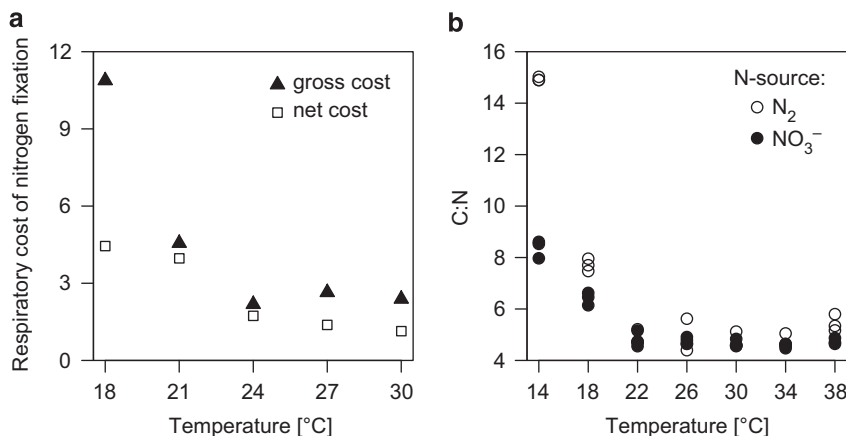 a
Respiratory cost of nitrogen fixation
12
9
6
3
0
gross cost
net cost
18 21 24 27 30
Temperature [°C]
b
C:N
16
14
12
10
8
6
4
N-source:
N₂
NO₃⁻
14 18 22 26 30 34 38
Temperature [°C]